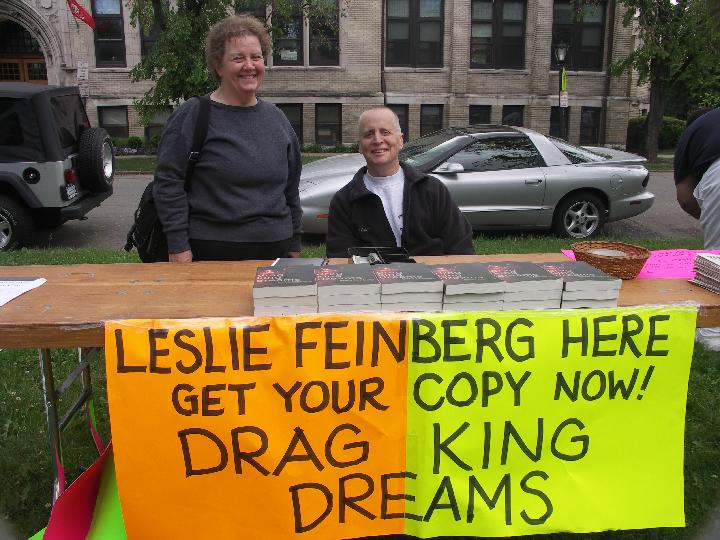 LESLIE FEINBERG HERE
GET YOUR COPY NOW!
DRAG KING
DREAMS